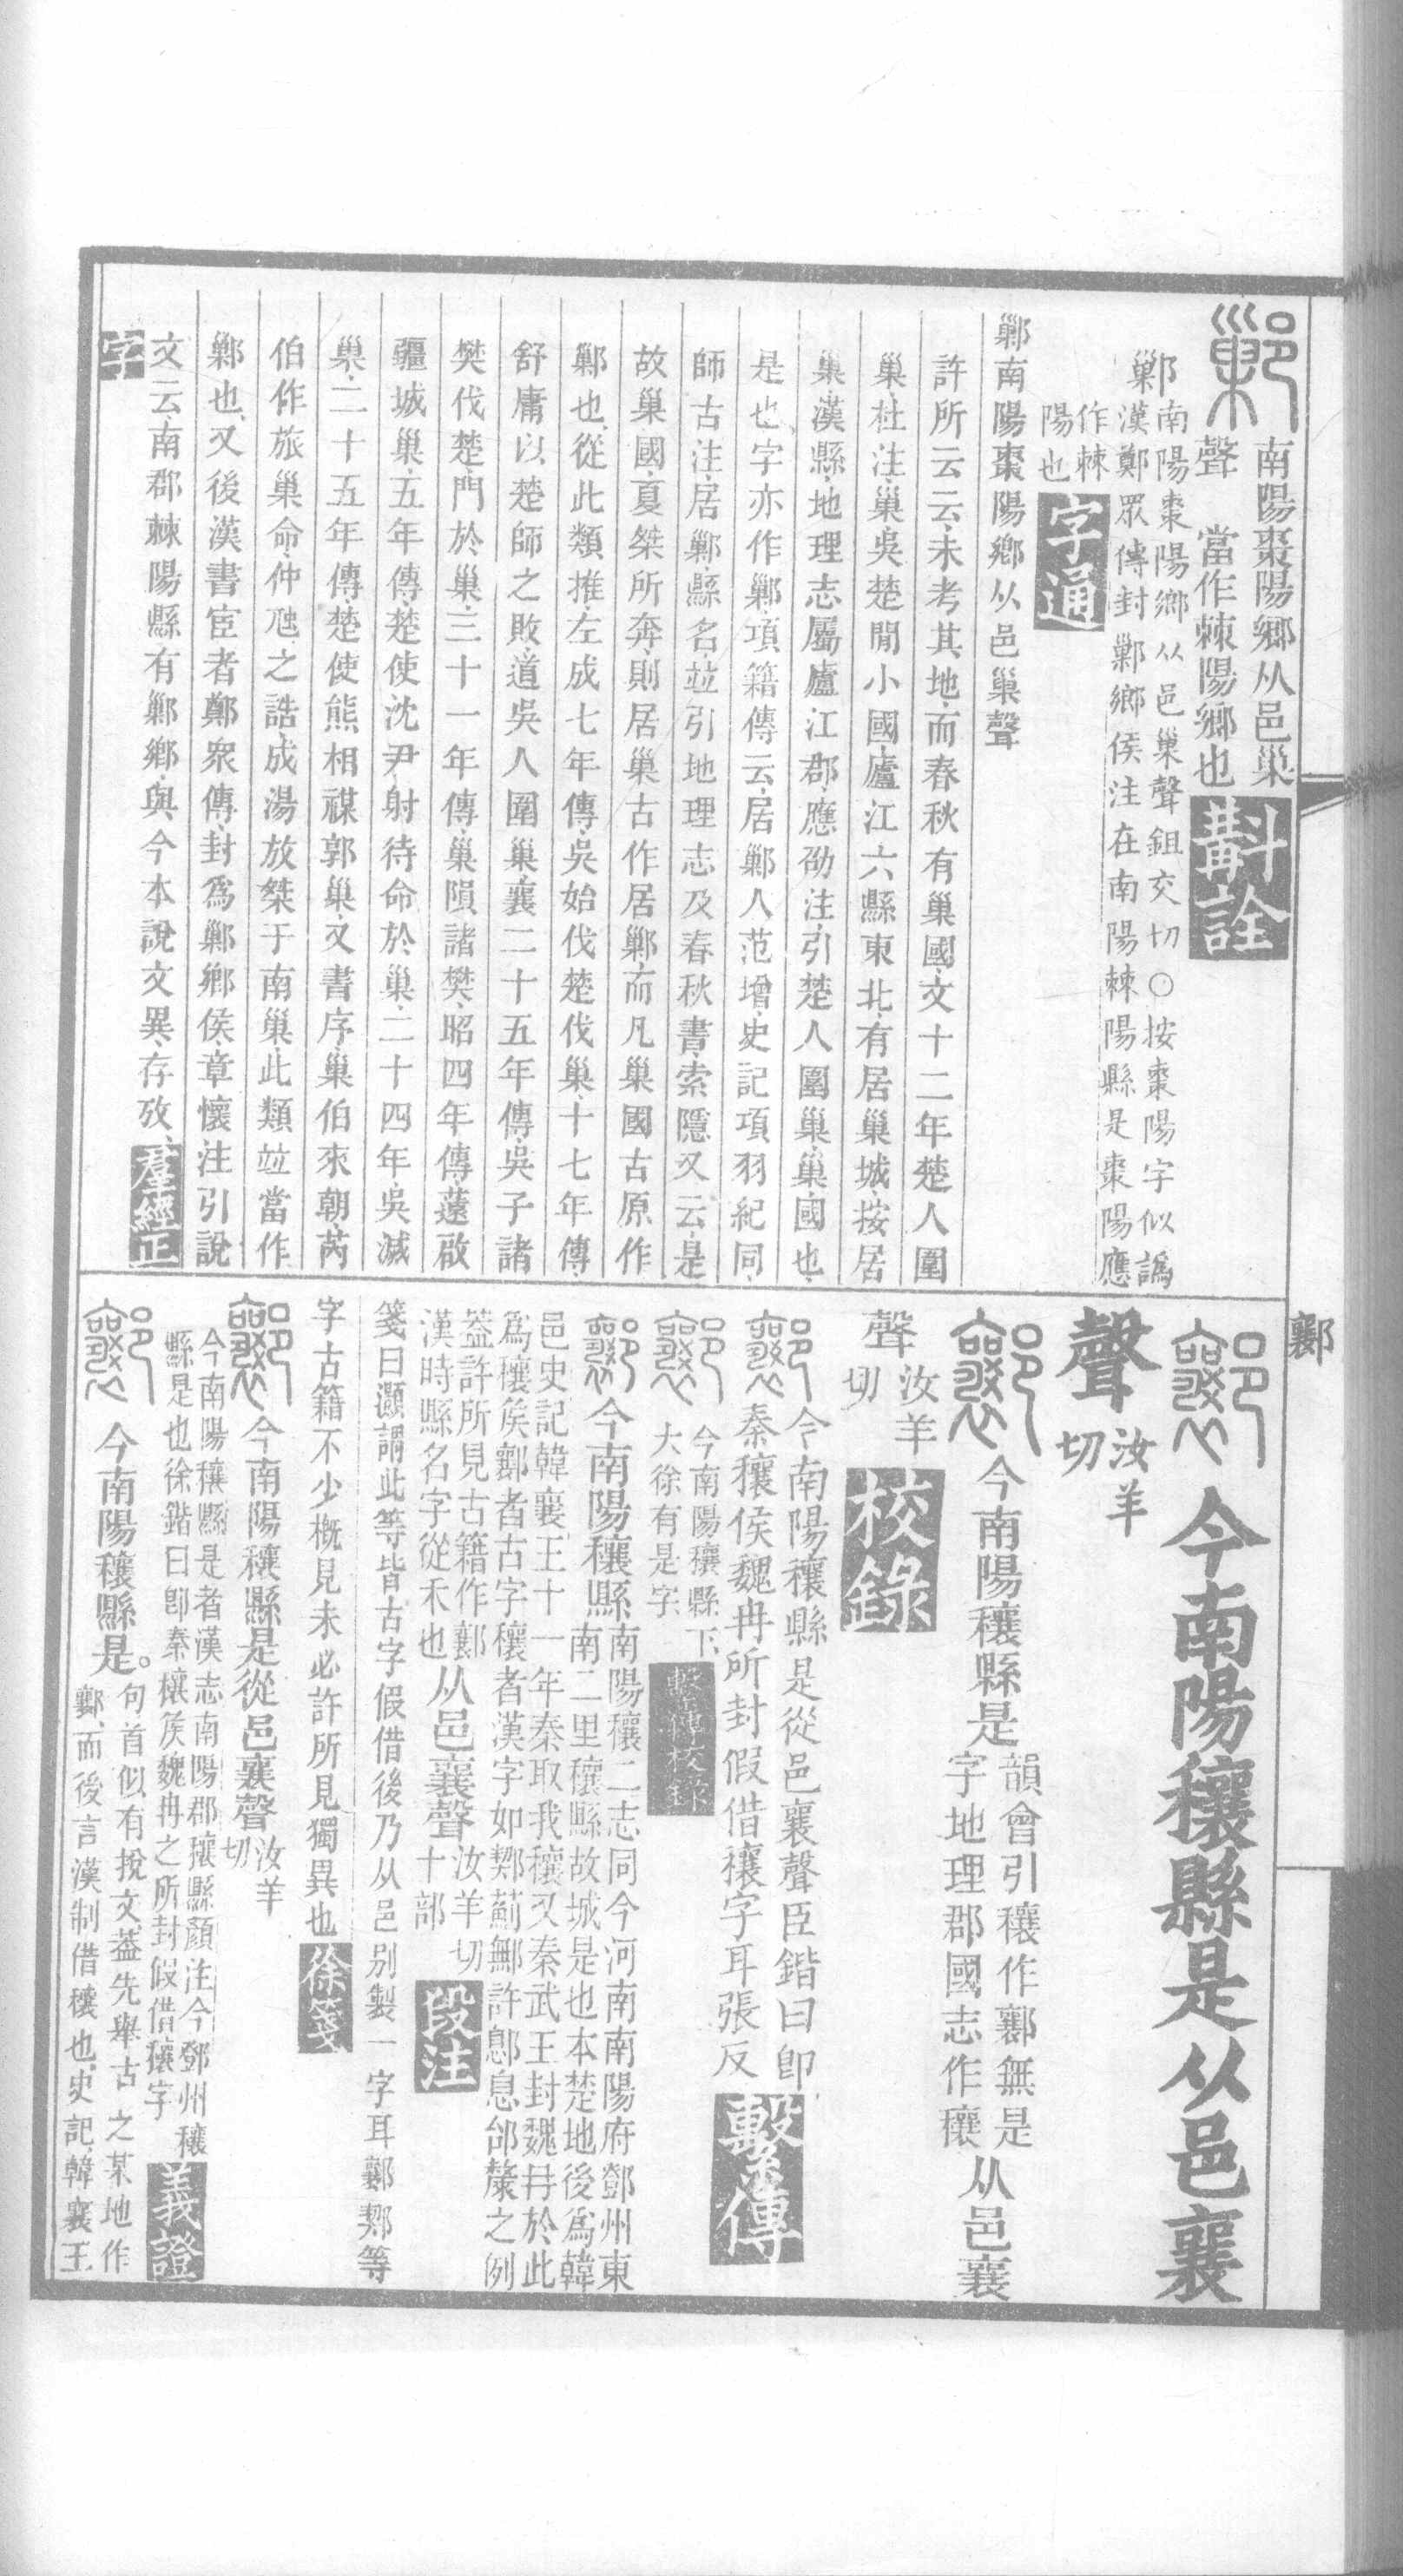 南陽棗陽鄉从邑巢
聲　當作棘陽鄉也
斠詮
鄛南陽棗陽鄉从邑巢聲鉏交切○按棗陽字似譌
漢鄭眾傳封鄛鄉侯注在南陽棘陽縣是棗陽應
作棘
陽也
字通
鄛南陽棗陽鄉从邑巢聲
許所云云未考其地而春秋有巢國文十二年楚人圍
巢杜注巢吳楚閒小國廬江六縣東北有居巢城按居
巢漢縣地理志屬廬江郡應劭注引楚人圍巢巢國也
是也字亦作鄛項籍傳云居鄛人范增史記項羽紀同
師古注居鄛縣名並引地理志及春秋書索隱又云是
故巢國夏桀所奔則居巢古作居鄛而凡巢國古原作
鄛也從此類推左成七年傳吳始伐楚伐巢十七年傳
舒庸以楚師之敗道吳人圍巢襄二十五年傳吳子諸
樊伐楚門於巢三十一年傳巢隕諸樊昭四年傳薳啟
疆城巢五年傳楚使沈尹射待命於巢二十四年吳滅
巢二十五年傳楚使熊相禖郭巢又書序巢伯來朝芮
伯作旅巢命仲虺之誥成湯放桀于南巢此類並當作
鄛也又後漢書宦者鄭眾傳封爲鄛鄉侯章懷注引說
文云南郡棘陽縣有鄛鄉與今本說文異存攷
羣經正
字
鄴
今南陽穰縣是从邑襄
聲
汝羊
切
今南陽穰縣是
韻會引穰作鄴無是
字地理郡國志作穰
从邑襄
聲
汝羊
切
校錄
今南陽穰縣是從邑襄聲臣鍇曰卽
秦穰侯魏冉所封假借穰字耳張反
繫傳
今南陽穰縣下
大徐有是字
繫傳校錄
今南陽穰縣
南陽穰二志同今河南南陽府鄧州東
南二里穰縣故城是也本楚地後爲韓
邑史記韓襄王十一年秦取我穰又秦武王封魏冉於此
爲穰侯鄴者古字穰者漢字如鄸薊鄦許鄎息邰斄之例
葢許所見古籍作鄴
漢時縣名字從禾也
从邑襄聲
汝羊切
十部
段注
箋曰灝謂此等皆古字假借後乃从邑別製一字耳鄴鄸等
字古籍不少槪見未必許所見獨異也
徐箋
今南陽穰縣是從邑襄聲
汝羊
切
今南陽穰縣是者漢志南陽郡穰縣顏注今鄧州穰
縣是也徐鍇曰卽秦穰侯魏冉之所封假借穰字
義證
今南陽穰縣是。
句首似有挩文葢先舉古之某地作
鄴、而後言漢制借穰也、史記、韓襄王